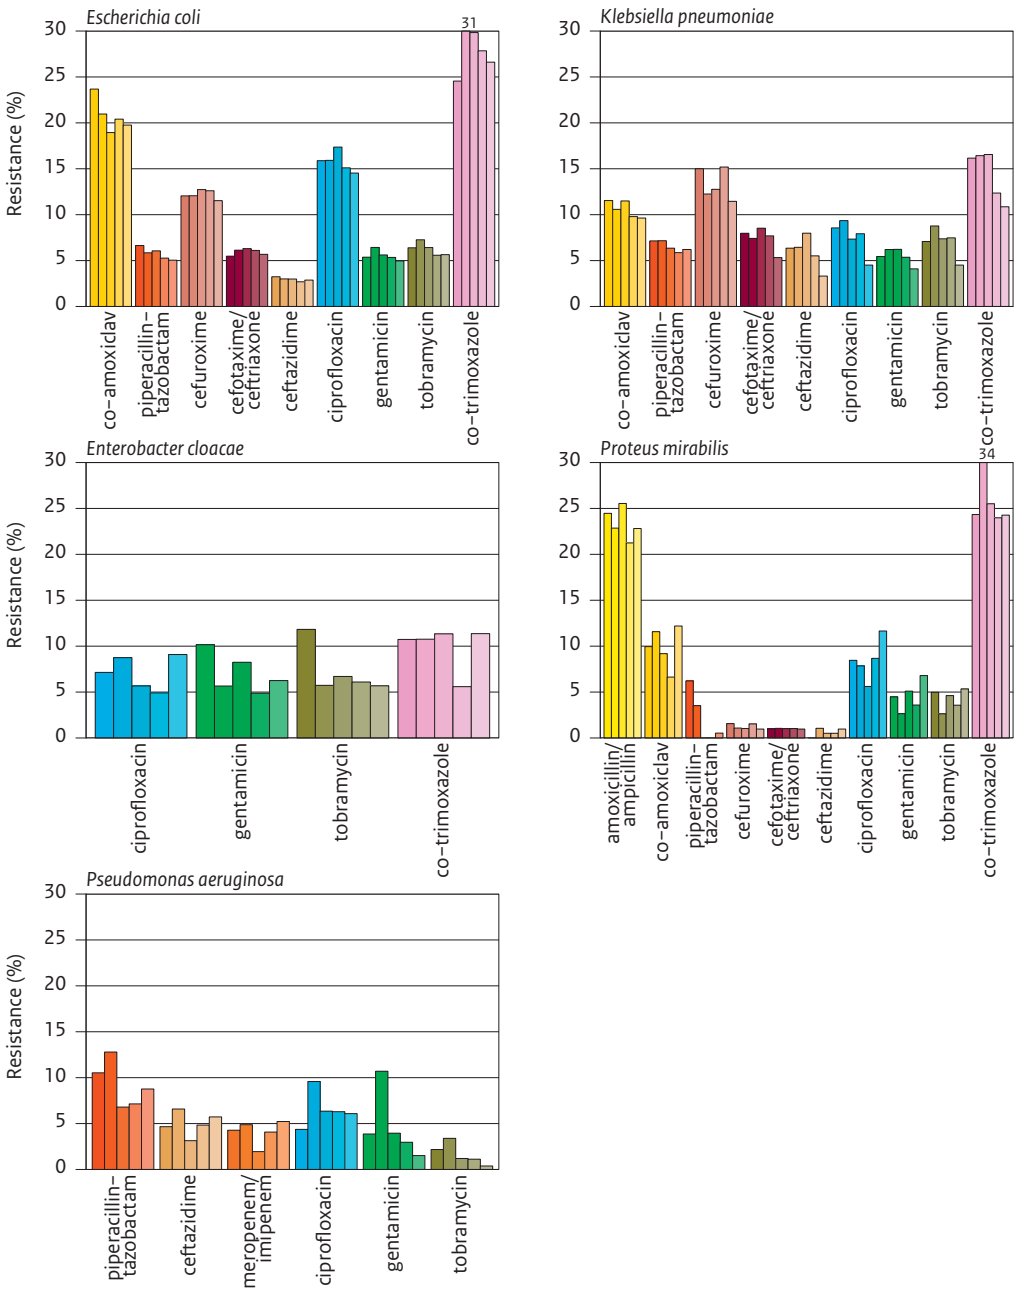 Escherichia coli
31
Resistance (%)
30
25
20
15
10
5
0
co-amoxiclav
piperacillin-
tazobactam
cefuroxime
cefotaxime/
ceftriaxone
ceftazidime
ciprofloxacin
gentamicin
tobramycin
co-trimoxazole
Klebsiella pneumoniae
30
25
20
15
10
5
0
co-amoxiclav
piperacillin-
tazobactam
cefuroxime
cefotaxime/
ceftriaxone
ceftazidime
ciprofloxacin
gentamicin
tobramycin
co-trimoxazole
Enterobacter cloacae
Resistance (%)
30
25
20
15
10
5
0
ciprofloxacin
gentamicin
tobramycin
co-trimoxazole
Proteus mirabilis
34
30
25
20
15
10
5
0
amoxicillin/
ampicillin
co-amoxiclav
piperacillin-
tazobactam
cefuroxime
cefotaxime/
ceftriaxone
ceftazidime
ciprofloxacin
gentamicin
tobramycin
co-trimoxazole
Pseudomonas aeruginosa
Resistance (%)
30
25
20
15
10
5
0
piperacillin-
tazobactam
ceftazidime
meropenem/
imipenem
ciprofloxacin
gentamicin
tobramycin